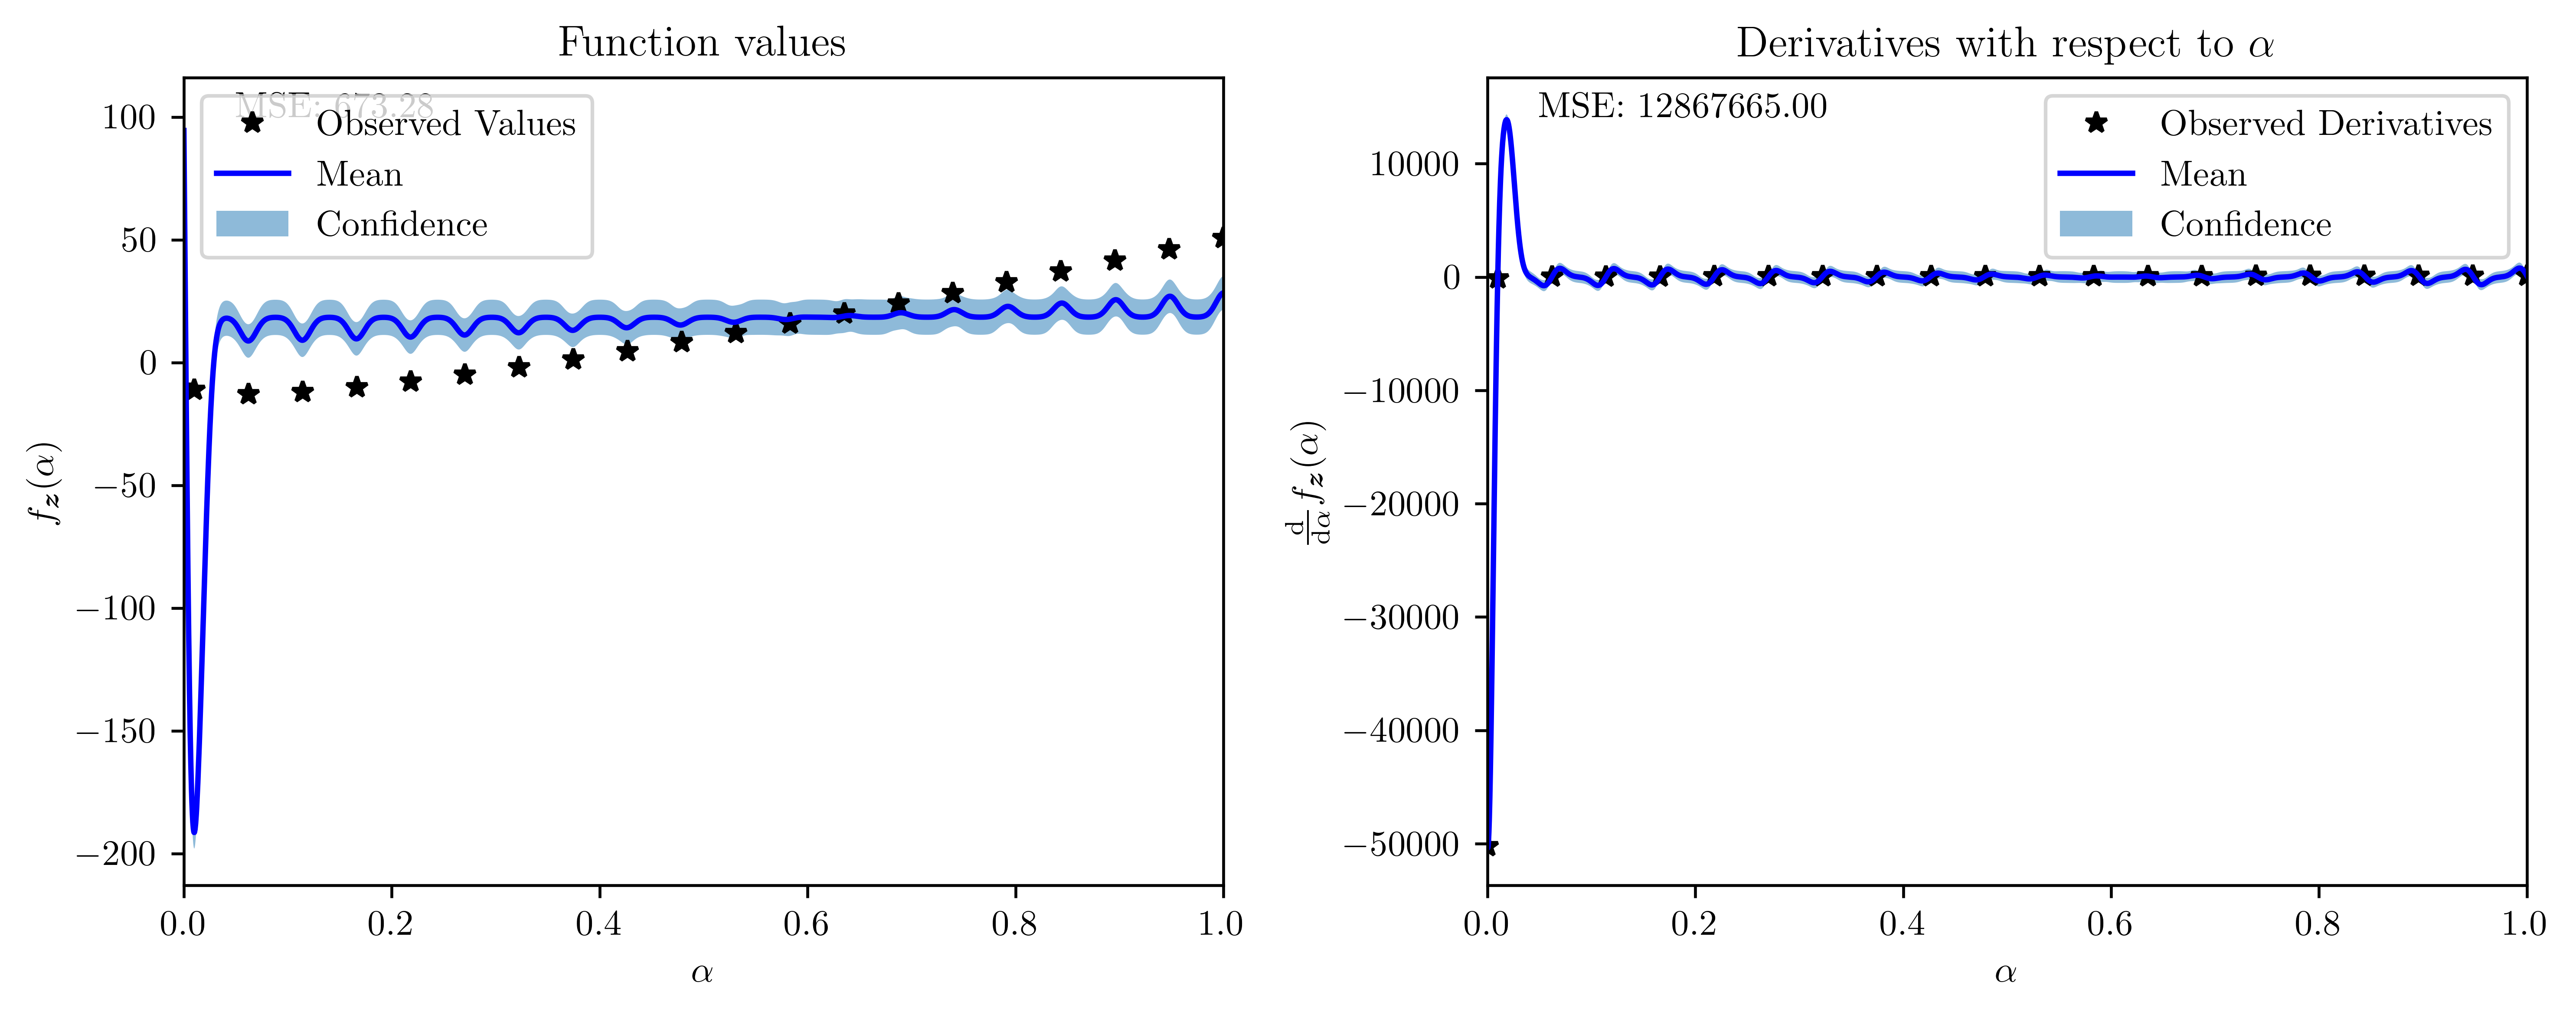 Function values
MSE: 673.28
Observed Values
Mean
Confidence
100
50
0
−50
−100
−150
−200
f_z(α)
0.0 0.2 0.4 0.6 0.8 1.0
α
Derivatives with respect to α
MSE: 12867665.00
Observed Derivatives
Mean
Confidence
10000
0
−10000
−20000
−30000
−40000
−50000
d/dα f_z(α)
0.0 0.2 0.4 0.6 0.8 1.0
α